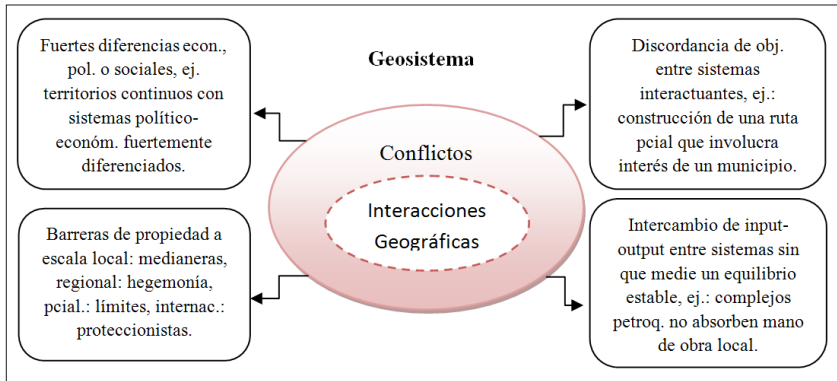 Fuertes diferencias econ.,
pol. o sociales, ej.
territorios continuos con
sistemas político-
económ. fuertemente
diferenciados.
Geosistema
Discordancia de obj.
entre sistemas
interactuantes, ej.:
construcción de una ruta
pcial que involucra
interés de un municipio.
Conflictos
Interacciones
Geográficas
Barreras de propiedad a
escala local: medianeras,
regional: hegemonía,
pcial.: límites, internac.:
proteccionistas.
Intercambio de input-
output entre sistemas sin
que medie un equilibrio
estable, ej.: complejos
petroq. no absorben mano
de obra local.